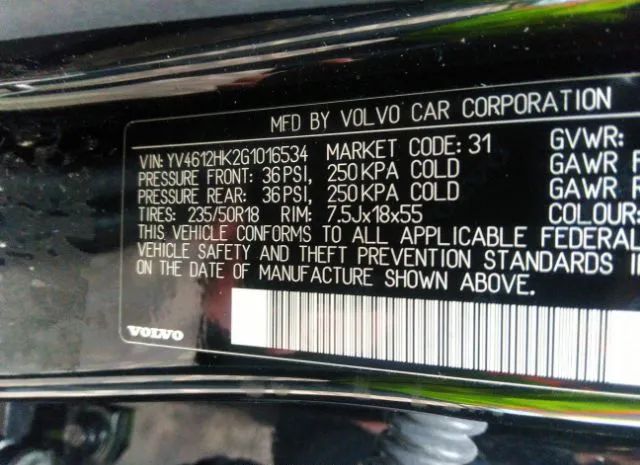 MFD BY VOLVO CAR CORPORATION
VIN: YV4612HK2G1016534 MARKET CODE: 31 GVWR:
PRESSURE FRONT: 36PSI, 250KPA COLD GAWR F
PRESSURE REAR: 36PSI, 250KPA COLD GAWR
TIRES: 235/50R18 RIM: 7.5Jx18x55 COLOUR
THIS VEHICLE CONFORMS TO ALL APPLICABLE FEDERAL
VEHICLE SAFETY AND THEFT PREVENTION STANDARDS I
ON THE DATE OF MANUFACTURE SHOWN ABOVE.
VOLVO